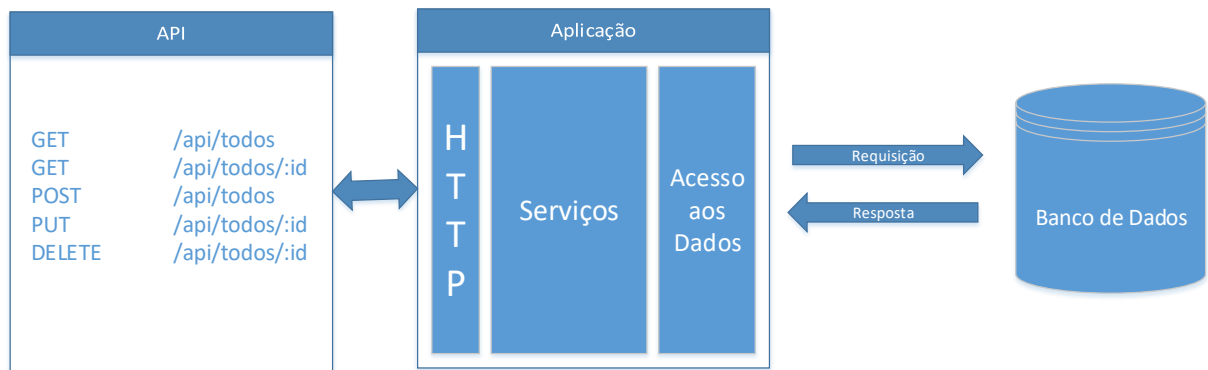 API
GET /api/todos
GET /api/todos/:id
POST /api/todos
PUT /api/todos/:id
DELETE /api/todos/:id
Aplicação
H
T
T
P
Serviços
Acesso
aos
Dados
Requisição
Resposta
Banco de Dados